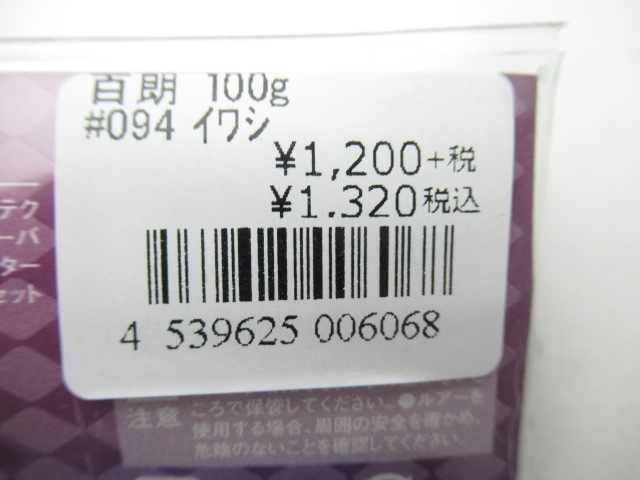 百朗 100g
#094 イワシ
¥1,200+税
¥1.320税込
4 539625 006068
テク
ーバ
ター
セット
注意
ころで保管してください。●ルアーを
使用する場合、周囲の安全を確かめ、
危険のないことを確認してください。